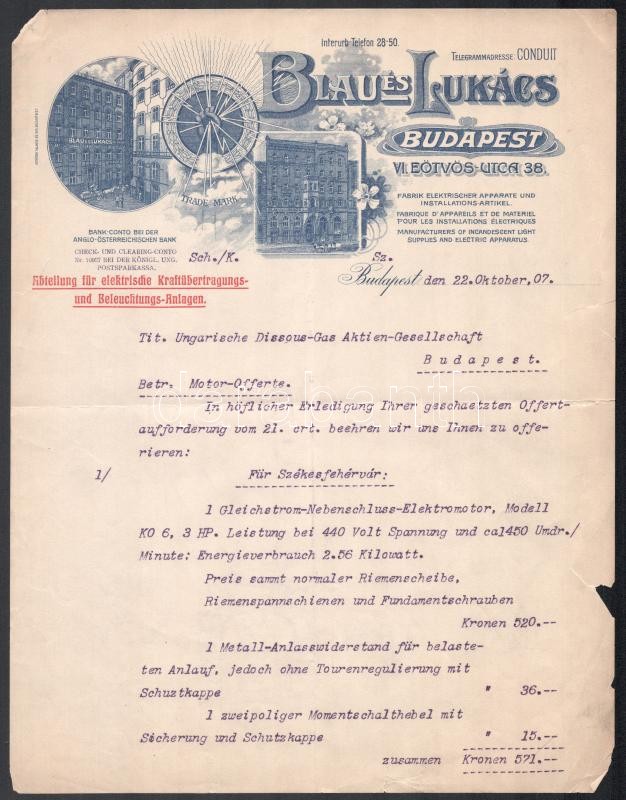 Interurb-Telefon 28-50.
TELEGRAMMADRESSE: CONDUIT
BLAU ÉS LUKÁCS
BUDAPEST
VI. EÖTVÖS-UTCA 38.
BLAU ÉS LUKÁCS
TRADE MARK
FABRIK ELEKTRISCHER APPARATE UND
INSTALLATIONS-ARTIKEL.
FABRIQUE D'APPAREILS ET DE MATERIEL
POUR LES INSTALLATIONS ÉLECTRIQUES
MANUFACTURERS OF INCANDESCENT LIGHT
SUPPLIES AND ELECTRIC APPARATUS.
BANK-CONTO BEI DER
ANGLO-ÖSTERREICHISCHEN BANK
CHECK- UND CLEARING-CONTO
Nr. 10027 BEI DER KÖNIGL. UNG.
POSTSPARKASSA.
Sch./K. Sz.
Abteilung für elektrische Kraftübertragungs-
und Beleuchtungs-Anlagen.
Budapest den 22.Oktober, 07.
Tit. Ungarische Dissous-Gas Aktien-Gesellschaft
Budapest.
Betr: Motor-Offerte.
In höflicher Erledigung Ihrer geschaetzten Offert-
aufforderung vom 21. crt. beehren wir uns Ihnen zu offe-
rieren:
1/ Für Székesfehérvár:
1 Gleichstrom-Nebenschluss-Elektromotor, Modell
KO 6, 3 HP. Leistung bei 440 Volt Spannung und ca1450 Umdr./
Minute: Energieverbrauch 2.56 Kilowatt.
Preis sammt normaler Riemenscheibe,
Riemenspannschienen und Fundamentschrauben
Kronen 520.--
1 Metall-Anlasswiderstand für belaste-
ten Anlauf, jedoch ohne Tourenregulierung mit
Schuztkappe " 36.--
1 zweipoliger Momentschalthebel mit
Sicherung und Schutzkappe " 15.--
zusammen Kronen 571.--
darabanth